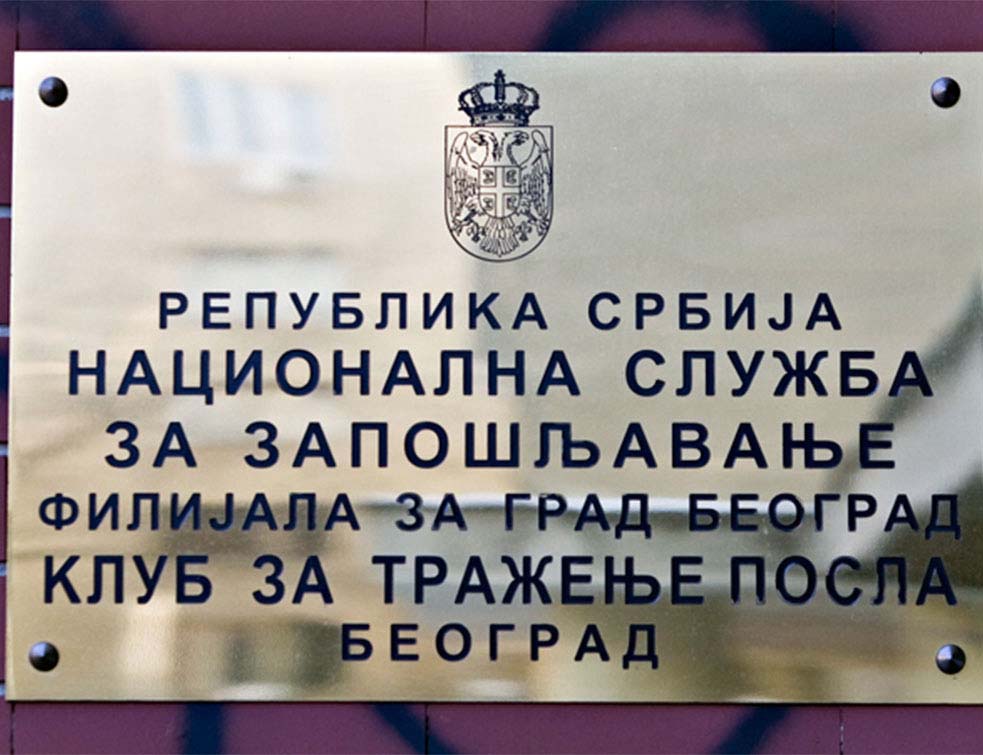 РЕПУБЛИКА СРБИЈА
НАЦИОНАЛНА СЛУЖБА
ЗА ЗАПОШЉАВАЊЕ
ФИЛИЈАЛА ЗА ГРАД БЕОГРАД
КЛУБ ЗА ТРАЖЕЊЕ ПОСЛА
БЕОГРАД